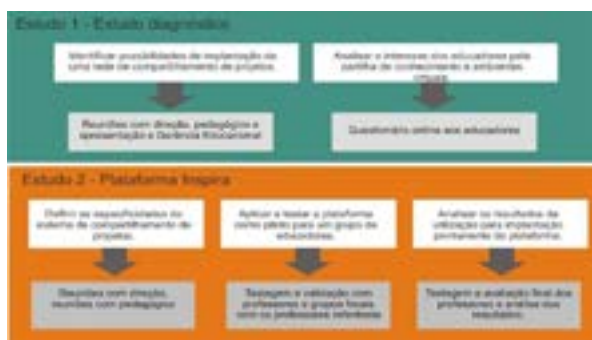 Estudo 1 - Estudo diagnóstico
Identificar possibilidades de implantação de
uma rede de compartilhamento de projetos.
Analisar o interesse dos educadores pela
partilha de conhecimento e ambientes
virtuais.
Reuniões com direção, pedagógico e
apresentação a Gerência Educacional
Questionário online aos educadores
Estudo 2 - Plataforma Inspira
Definir as especificidades do
sistema de compartilhamento de
projetos.
Aplicar e testar a plataforma
como piloto para um grupo de
educadores.
Analisar os resultados da
utilização para implantação
permanente da plataforma.
Reuniões com direção,
reuniões com pedagógico
Testagem e validação com
professores e grupos focais
com os professores referência
Testagem e avaliação final dos
professores e análise dos
resultados.